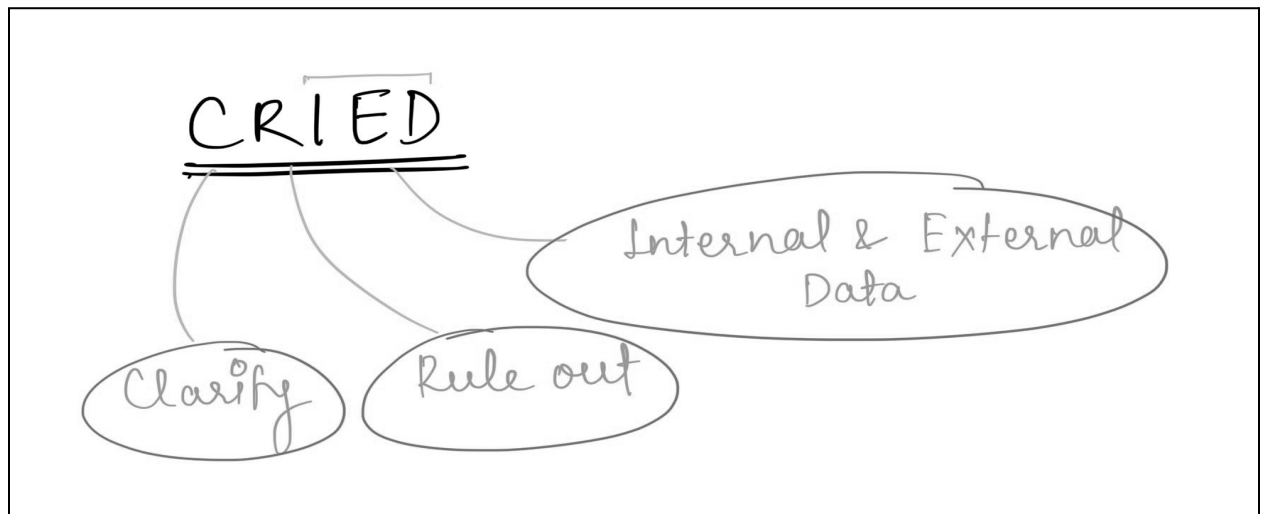 CRIED
Internal & External
Data
Clarify
Rule out